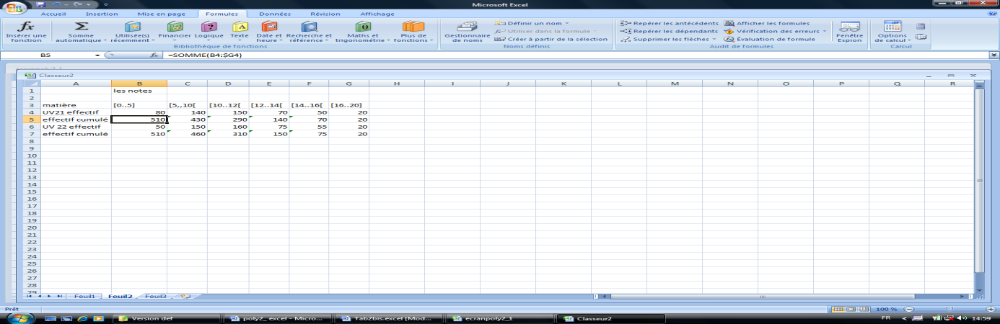 Microsoft Excel
Accueil Insertion Mise en page Formules Données Révision Affichage
fx Σ ? A θ
Insérer une fonction
Somme automatique
Utilisée(s) récemment
Financier
Logique
Texte
Date et heure
Recherche et référence
Maths et trigonométrie
Plus de fonctions
Bibliothèque de fonctions
Gestionnaire de noms
Définir un nom
Utiliser dans la formule
Créer à partir de la sélection
Noms définis
Repérer les antécédents
Repérer les dépendants
Supprimer les flèches
Afficher les formules
Vérification des erreurs
Évaluation de formule
Fenêtre Espion
Audit de formules
Options de calcul
Calcul
B5 fx =SOMME(B4:$G4)
Classeur2
A B C D E F G H I J K L M N O P Q R
1 les notes
2
3 matière [0..5] [5,,10[ [10..12[ [12..14[ [14..16[ [16..20]
4 UV21 effectif 80 140 150 70 50 20
5 effectif cumulé 510 430 290 140 70 20
6 UV 22 effectif 50 150 160 75 55 20
7 effectif cumulé 510 460 310 150 75 20
8
9
10
11
12
13
14
15
16
17
18
19
20
21
22
23
24
25
26
27
28
29
Feuil1 Feuil2 Feuil3
Prêt 100 %
Version def poly2_ excel - Micro... Tab2bis.excel [Mod... ecranpoly2_1 Classeur2 FR 14:59